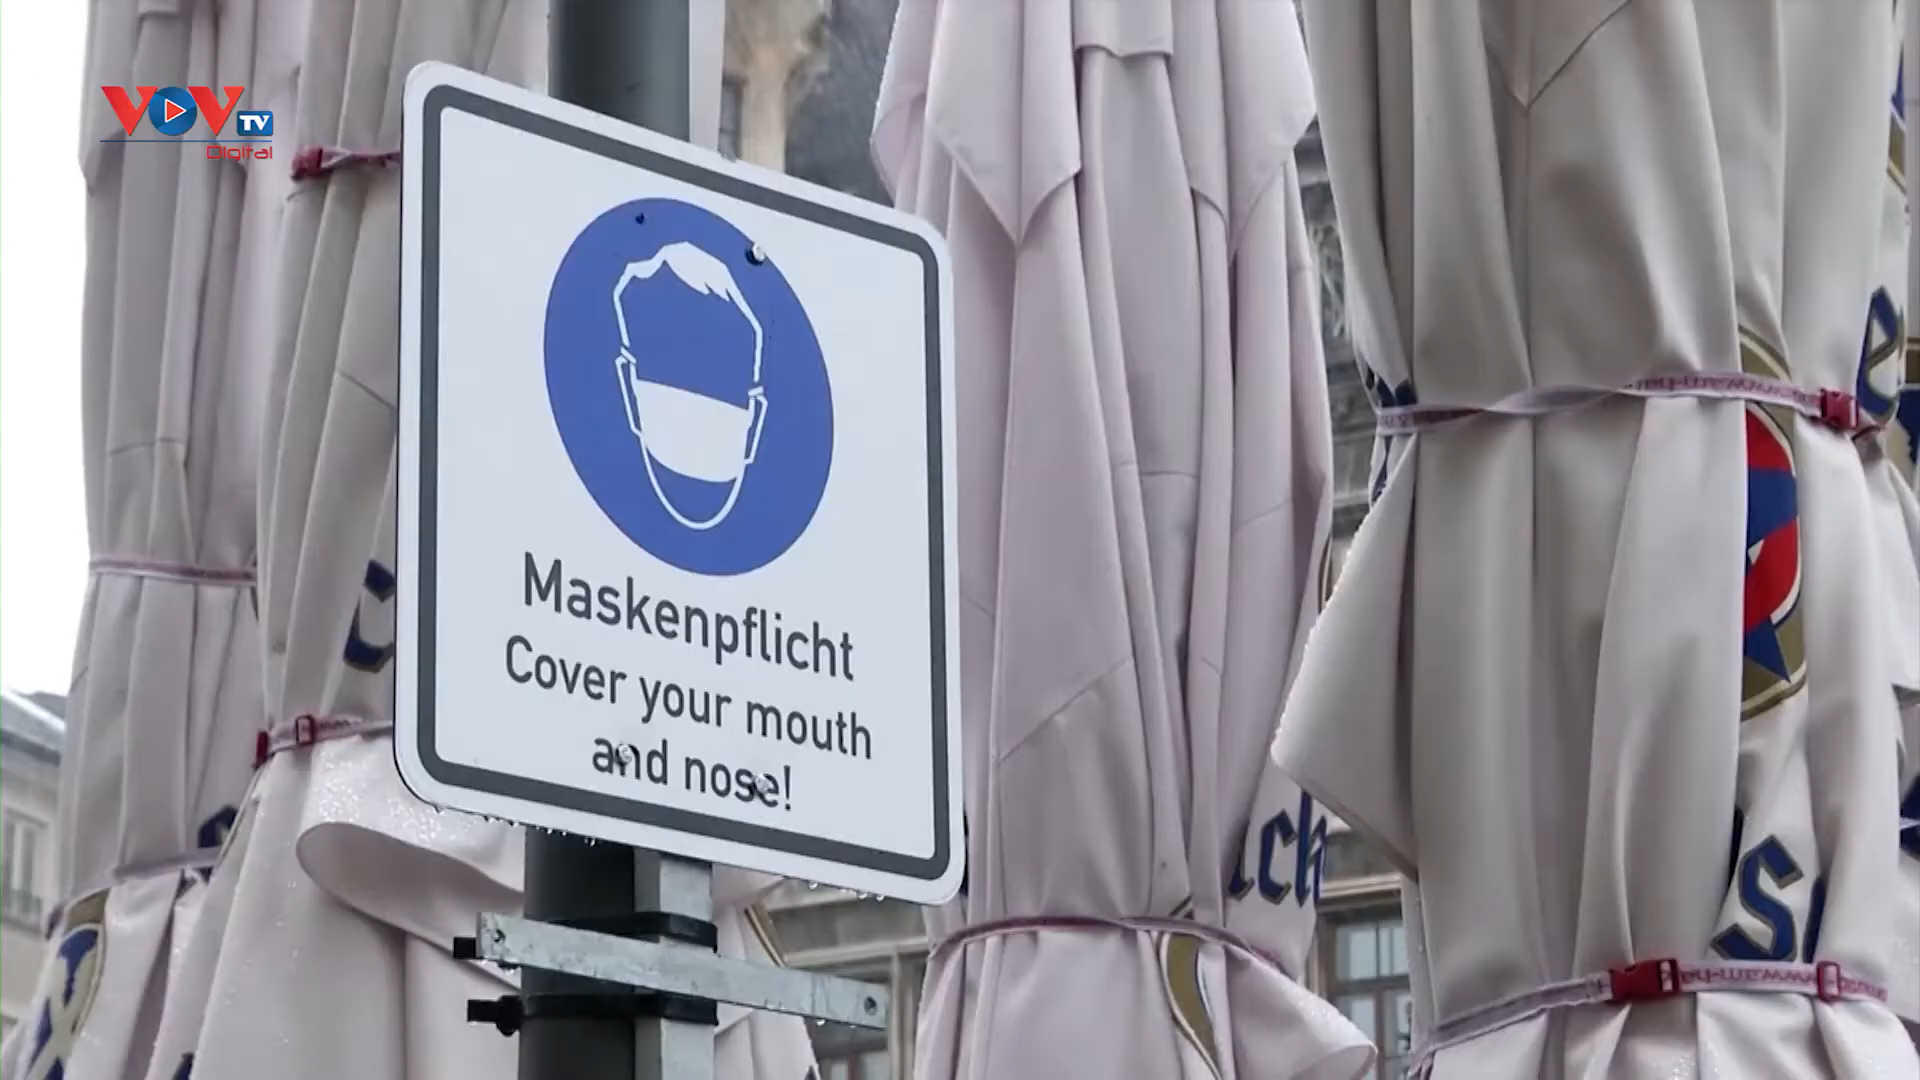 VOV TV
Digital
Maskenpflicht
Cover your mouth
and nose!